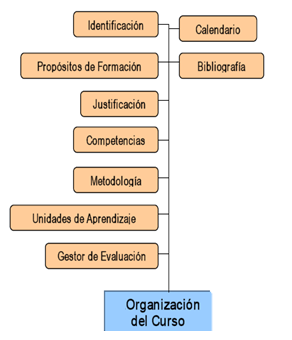 Identificación
Calendario
Propósitos de Formación
Bibliografía
Justificación
Competencias
Metodología
Unidades de Aprendizaje
Gestor de Evaluación
Organización
del Curso